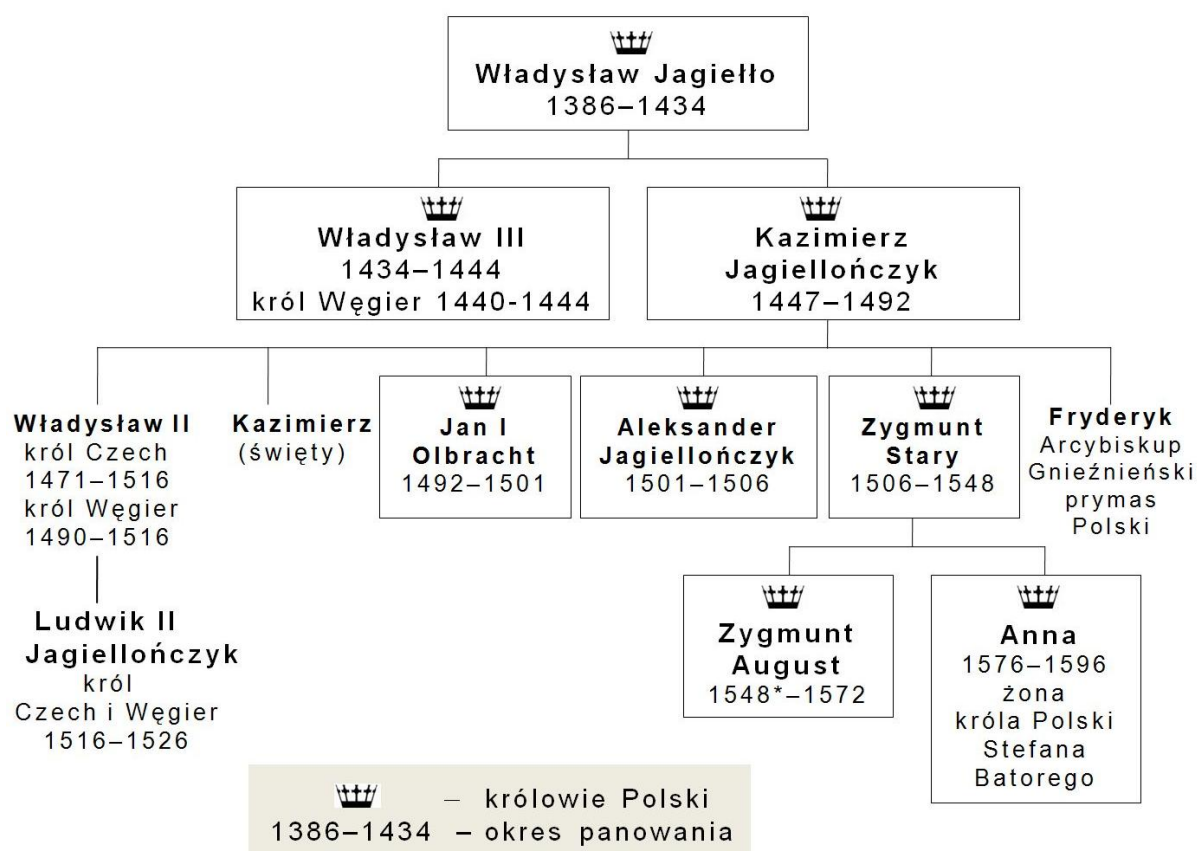 Władysław Jagiełło
1386–1434
Władysław III
1434–1444
król Węgier 1440-1444
Kazimierz
Jagiellończyk
1447–1492
Władysław II
król Czech
1471–1516
król Węgier
1490–1516
Kazimierz
(święty)
Jan I
Olbracht
1492–1501
Aleksander
Jagiellończyk
1501–1506
Zygmunt
Stary
1506–1548
Fryderyk
Arcybiskup
Gnieźnieński
prymas
Polski
Ludwik II
Jagiellończyk
król
Czech i Węgier
1516–1526
Zygmunt
August
1548*–1572
Anna
1576–1596
żona
króla Polski
Stefana
Batorego
– królowie Polski
1386–1434 – okres panowania